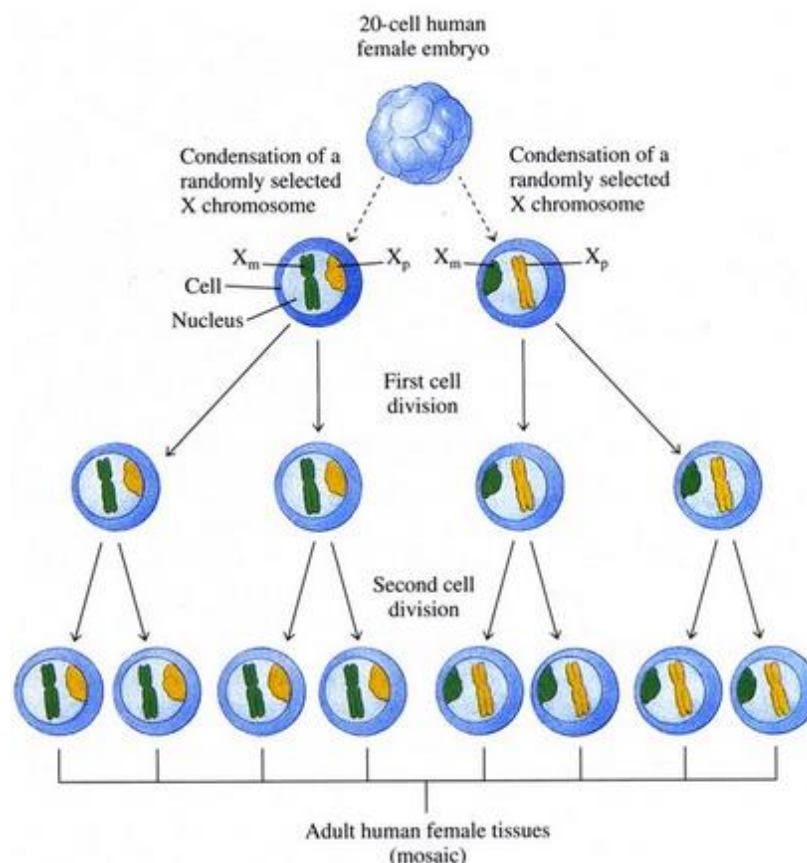 20-cell human
female embryo
Condensation of a
randomly selected
X chromosome
Condensation of a
randomly selected
X chromosome
Xm
Xp
Xm
Xp
Cell
Nucleus
First cell
division
Second cell
division
Adult human female tissues
(mosaic)